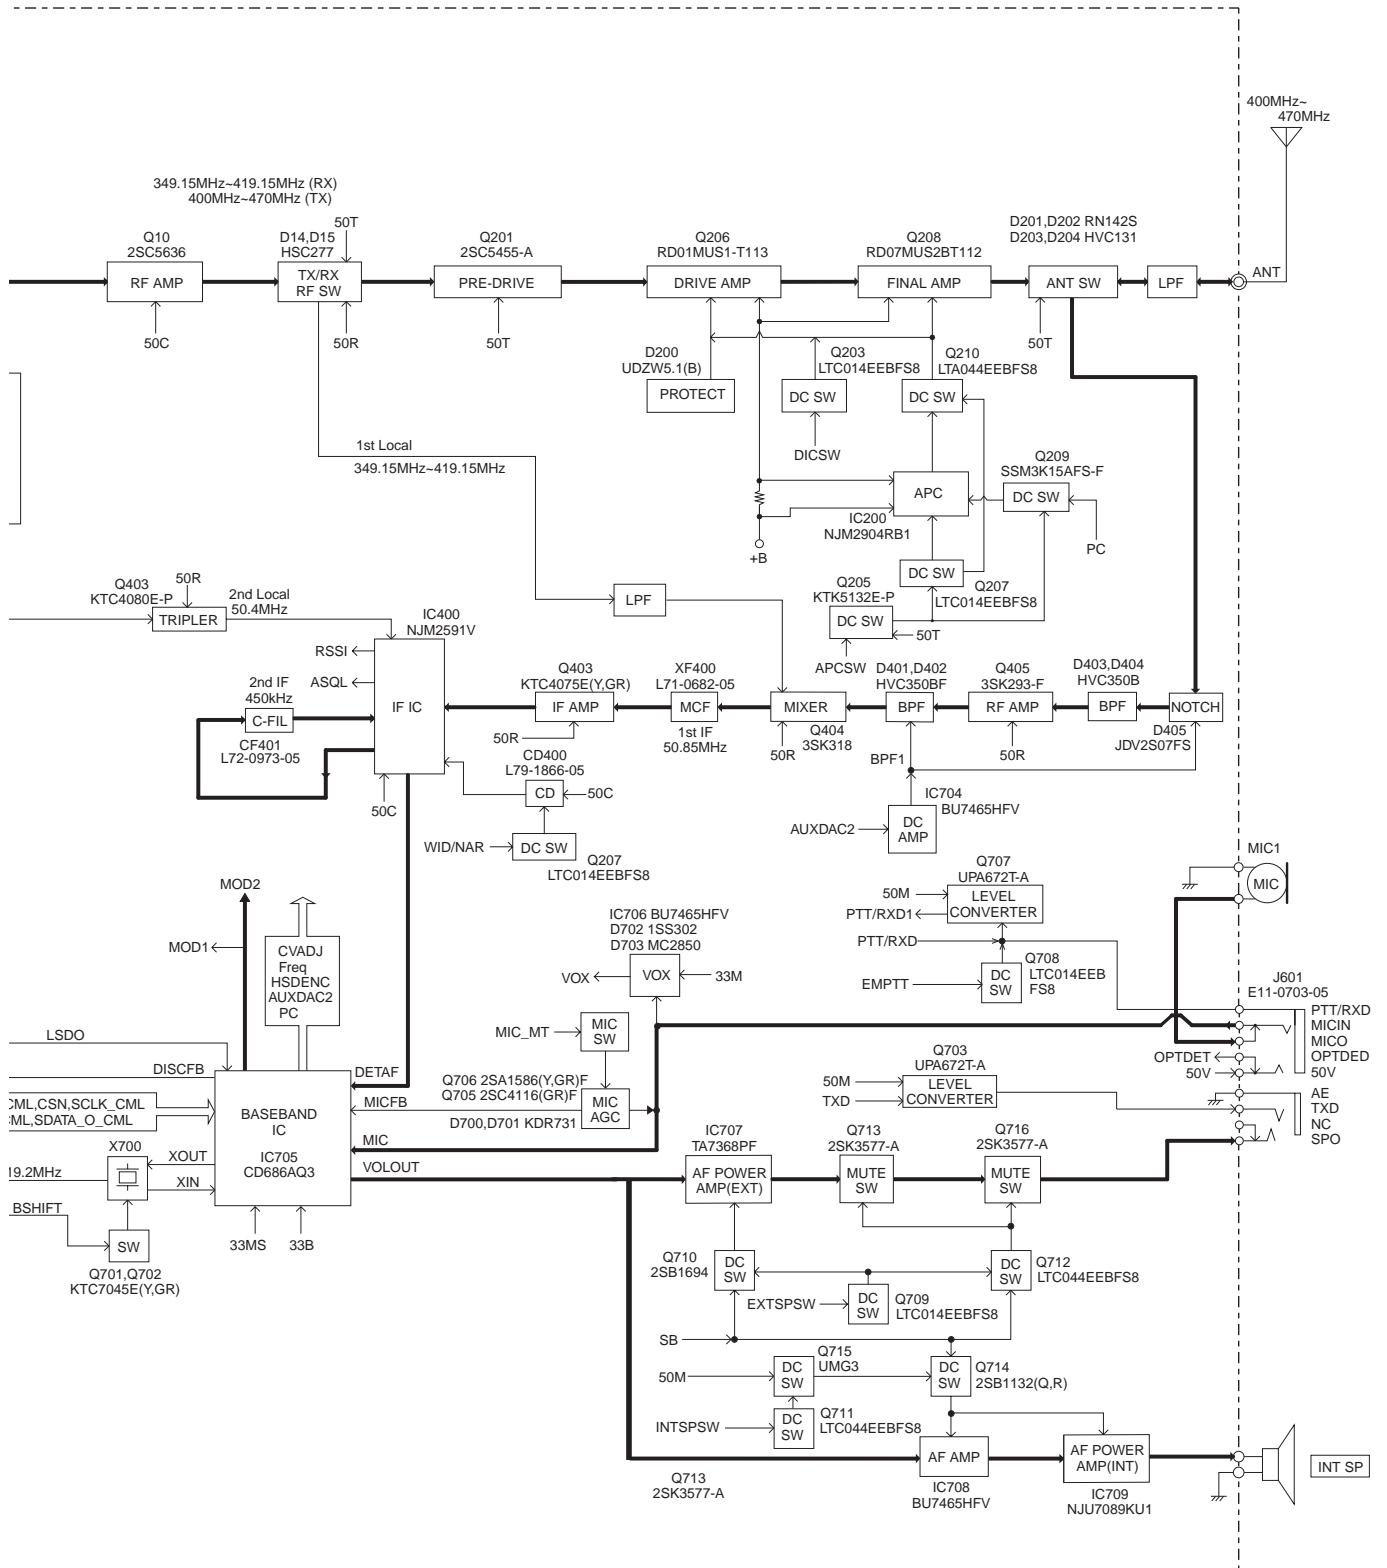 400MHz~
470MHz
349.15MHz~419.15MHz (RX)
400MHz~470MHz (TX)
50T
Q10
2SC5636
RF AMP
50C
D14,D15
HSC277
TX/RX
RF SW
50R
Q201
2SC5455-A
PRE-DRIVE
50T
Q206
RD01MUS1-T113
DRIVE AMP
Q208
RD07MUS2BT112
FINAL AMP
D201,D202 RN142S
D203,D204 HVC131
ANT SW
50T
LPF
ANT
D200
UDZW5.1(B)
PROTECT
Q203
LTC014EEBFS8
DC SW
DICSW
Q210
LTA044EEBFS8
DC SW
1st Local
349.15MHz~419.15MHz
APC
IC200
NJM2904RB1
Q209
SSM3K15AFS-F
DC SW
PC
+B
DC SW
Q207
LTC014EEBFS8
Q205
KTK5132E-P
DC SW
50T
APCSW
LPF
Q403
KTC4080E-P
50R
TRIPLER
2nd Local
50.4MHz
IC400
NJM2591V
RSSI
ASQL
IF IC
50C
2nd IF
450kHz
C-FIL
CF401
L72-0973-05
Q403
KTC4075E(Y,GR)
IF AMP
50R
XF400
L71-0682-05
MCF
1st IF
50.85MHz
MIXER
Q404
3SK318
50R
D401,D402
HVC350BF
BPF
BPF1
Q405
3SK293-F
RF AMP
50R
D403,D404
HVC350B
BPF
NOTCH
D405
JDV2S07FS
CD400
L79-1866-05
CD
50C
WID/NAR
DC SW
Q207
LTC014EEBFS8
IC704
BU7465HFV
AUXDAC2
DC
AMP
MIC1
MIC
Q707
UPA672T-A
50M
LEVEL
CONVERTER
PTT/RXD1
PTT/RXD
Q708
LTC014EEB
FS8
DC
SW
EMPTT
MOD2
MOD1
CVADJ
Freq
HSDENC
AUXDAC2
PC
IC706 BU7465HFV
D702 1SS302
D703 MC2850
VOX
VOX
33M
MIC_MT
MIC
SW
J601
E11-0703-05
PTT/RXD
MICIN
MICO
OPTDET
OPTDED
50V
50V
AE
TXD
NC
SPO
LSDO
DISCFB
DETAF
CML,CSN,SCLK_CML
CML,SDATA_O_CML
BASEBAND
IC
IC705
CD686AQ3
MICFB
Q706 2SA1586(Y,GR)F
Q705 2SC4116(GR)F
D700,D701 KDR731
MIC
AGC
MIC
VOLOUT
Q703
UPA672T-A
50M
TXD
LEVEL
CONVERTER
X700
19.2MHz
XOUT
XIN
BSHIFT
SW
Q701,Q702
KTC7045E(Y,GR)
33MS
33B
IC707
TA7368PF
AF POWER
AMP(EXT)
Q713
2SK3577-A
MUTE
SW
Q716
2SK3577-A
MUTE
SW
Q710
2SB1694
DC
SW
DC
SW
Q712
LTC044EEBFS8
EXTSPSW
DC
SW
Q709
LTC014EEBFS8
SB
50M
DC
SW
Q715
UMG3
DC
SW
Q714
2SB1132(Q,R)
INTSPSW
DC
SW
Q711
LTC044EEBFS8
Q713
2SK3577-A
AF AMP
IC708
BU7465HFV
AF POWER
AMP(INT)
IC709
NJU7089KU1
INT SP